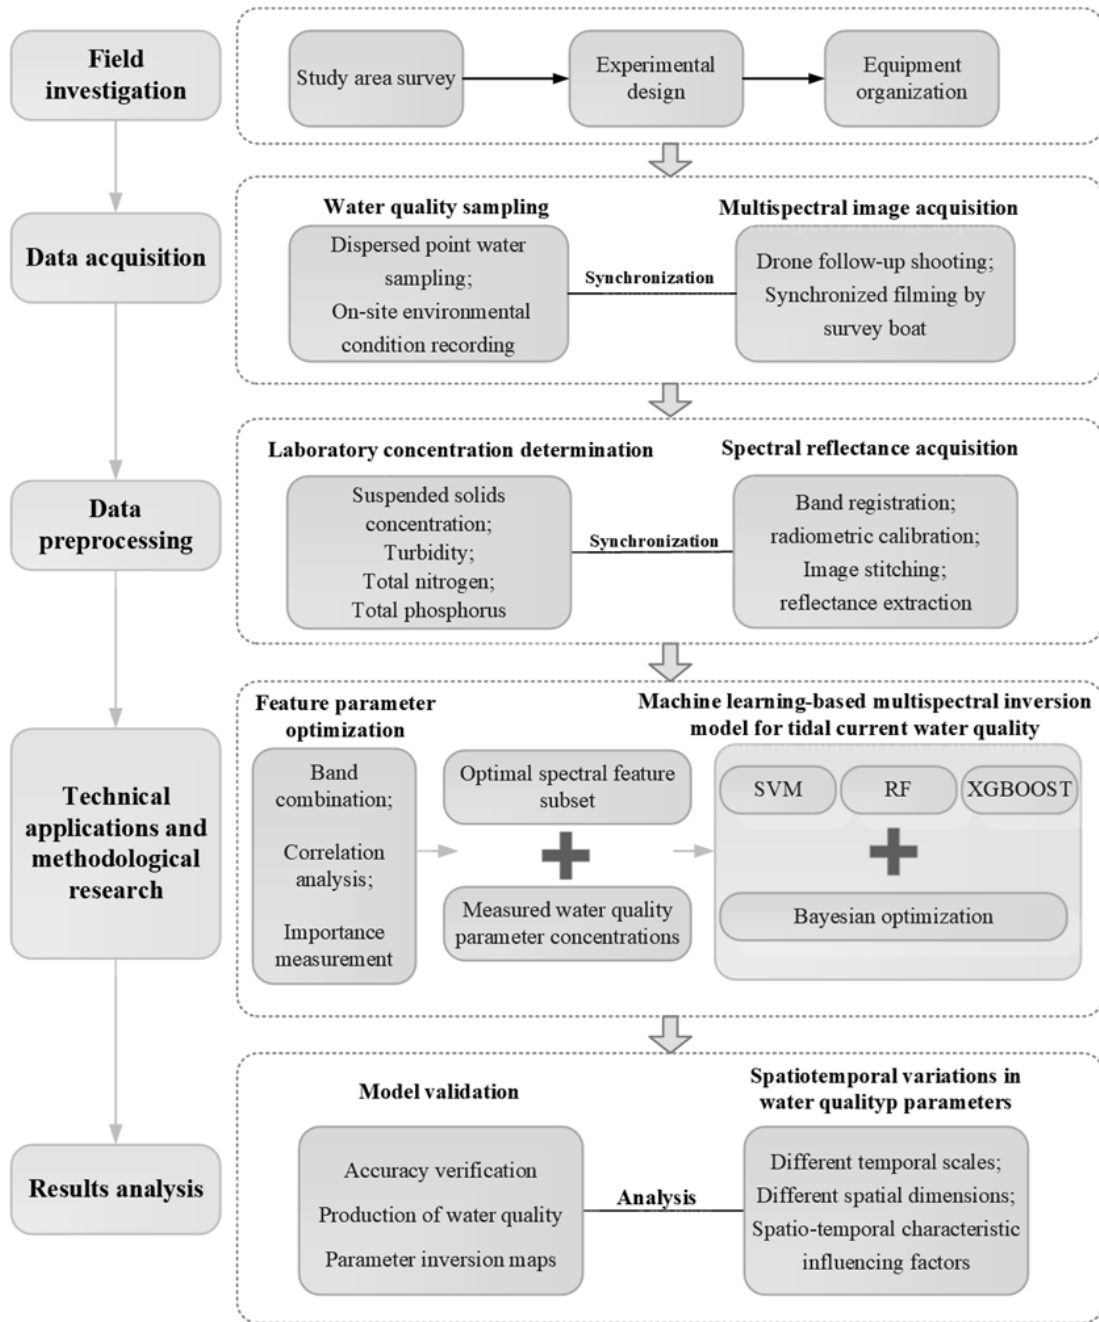 Field
investigation
Study area survey
Experimental
design
Equipment
organization
Data acquisition
Water quality sampling
Dispersed point water
sampling;
On-site environmental
condition recording
Synchronization
Multispectral image acquisition
Drone follow-up shooting;
Synchronized filming by
survey boat
Data
preprocessing
Laboratory concentration determination
Suspended solids
concentration;
Turbidity;
Total nitrogen;
Total phosphorus
Synchronization
Spectral reflectance acquisition
Band registration;
radiometric calibration;
Image stitching;
reflectance extraction
Technical
applications and
methodological
research
Feature parameter
optimization
Band
combination;
Correlation
analysis;
Importance
measurement
Optimal spectral feature
subset
Measured water quality
parameter concentrations
Machine learning-based multispectral inversion
model for tidal current water quality
SVM
RF
XGBOOST
Bayesian optimization
Results analysis
Model validation
Accuracy verification
Production of water quality
Parameter inversion maps
Analysis
Spatiotemporal variations in
water qualityp parameters
Different temporal scales;
Different spatial dimensions;
Spatio-temporal characteristic
influencing factors